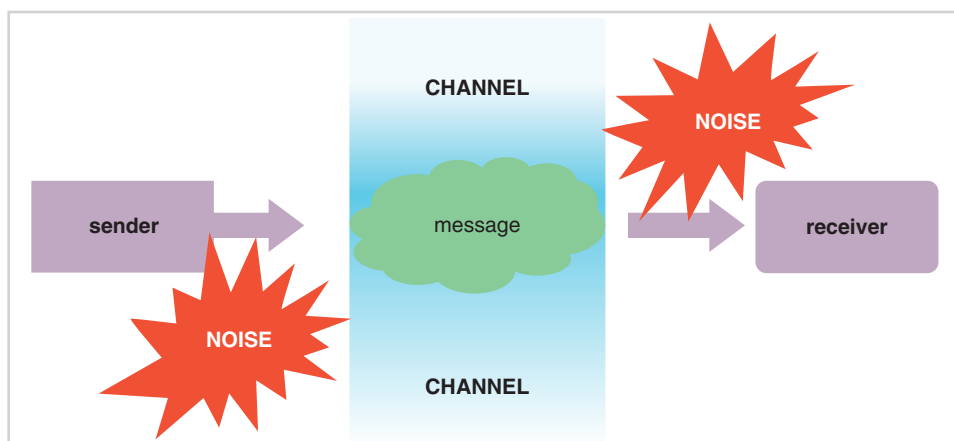 CHANNEL
NOISE
sender
message
receiver
NOISE
CHANNEL